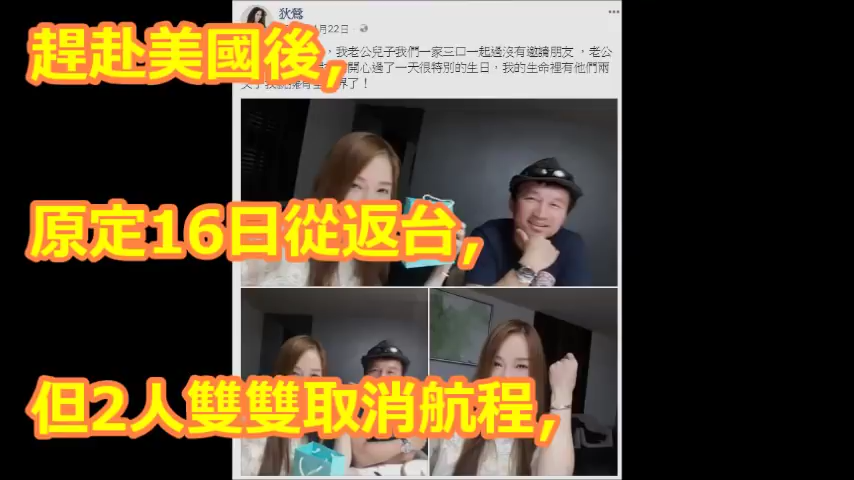 狄鶯
月22日
趕赴美國後,
，我老公兒子我們一家三口一起過沒有邀請朋友，老公
開心過了一天很特別的生日，我的生命裡有他們兩
界了！
原定16日從返台,
但2人雙雙取消航程,